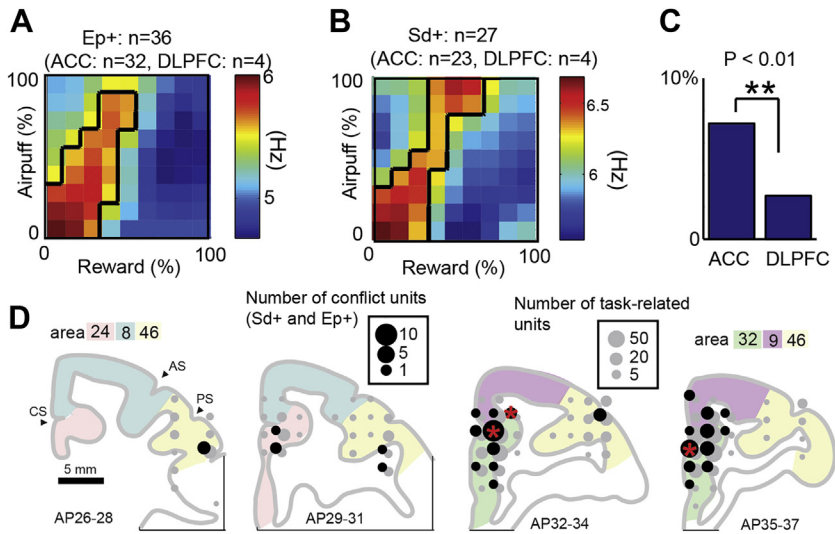 A
Ep+: n=36
(ACC: n=32, DLPFC: n=4)
100
Airpuff (%)
0
0
Reward (%)
100
6
5
(Hz)
B
Sd+: n=27
(ACC: n=23, DLPFC: n=4)
100
Airpuff (%)
0
0
Reward (%)
100
6.5
6
(Hz)
C
P < 0.01
10%
**
0
ACC
DLPFC
D
area 24 8 46
AS
PS
CS
5 mm
AP26-28
Number of conflict units
(Sd+ and Ep+)
10
5
1
AP29-31
Number of task-related
units
50
20
5
*
*
AP32-34
area 32 9 46
*
AP35-37